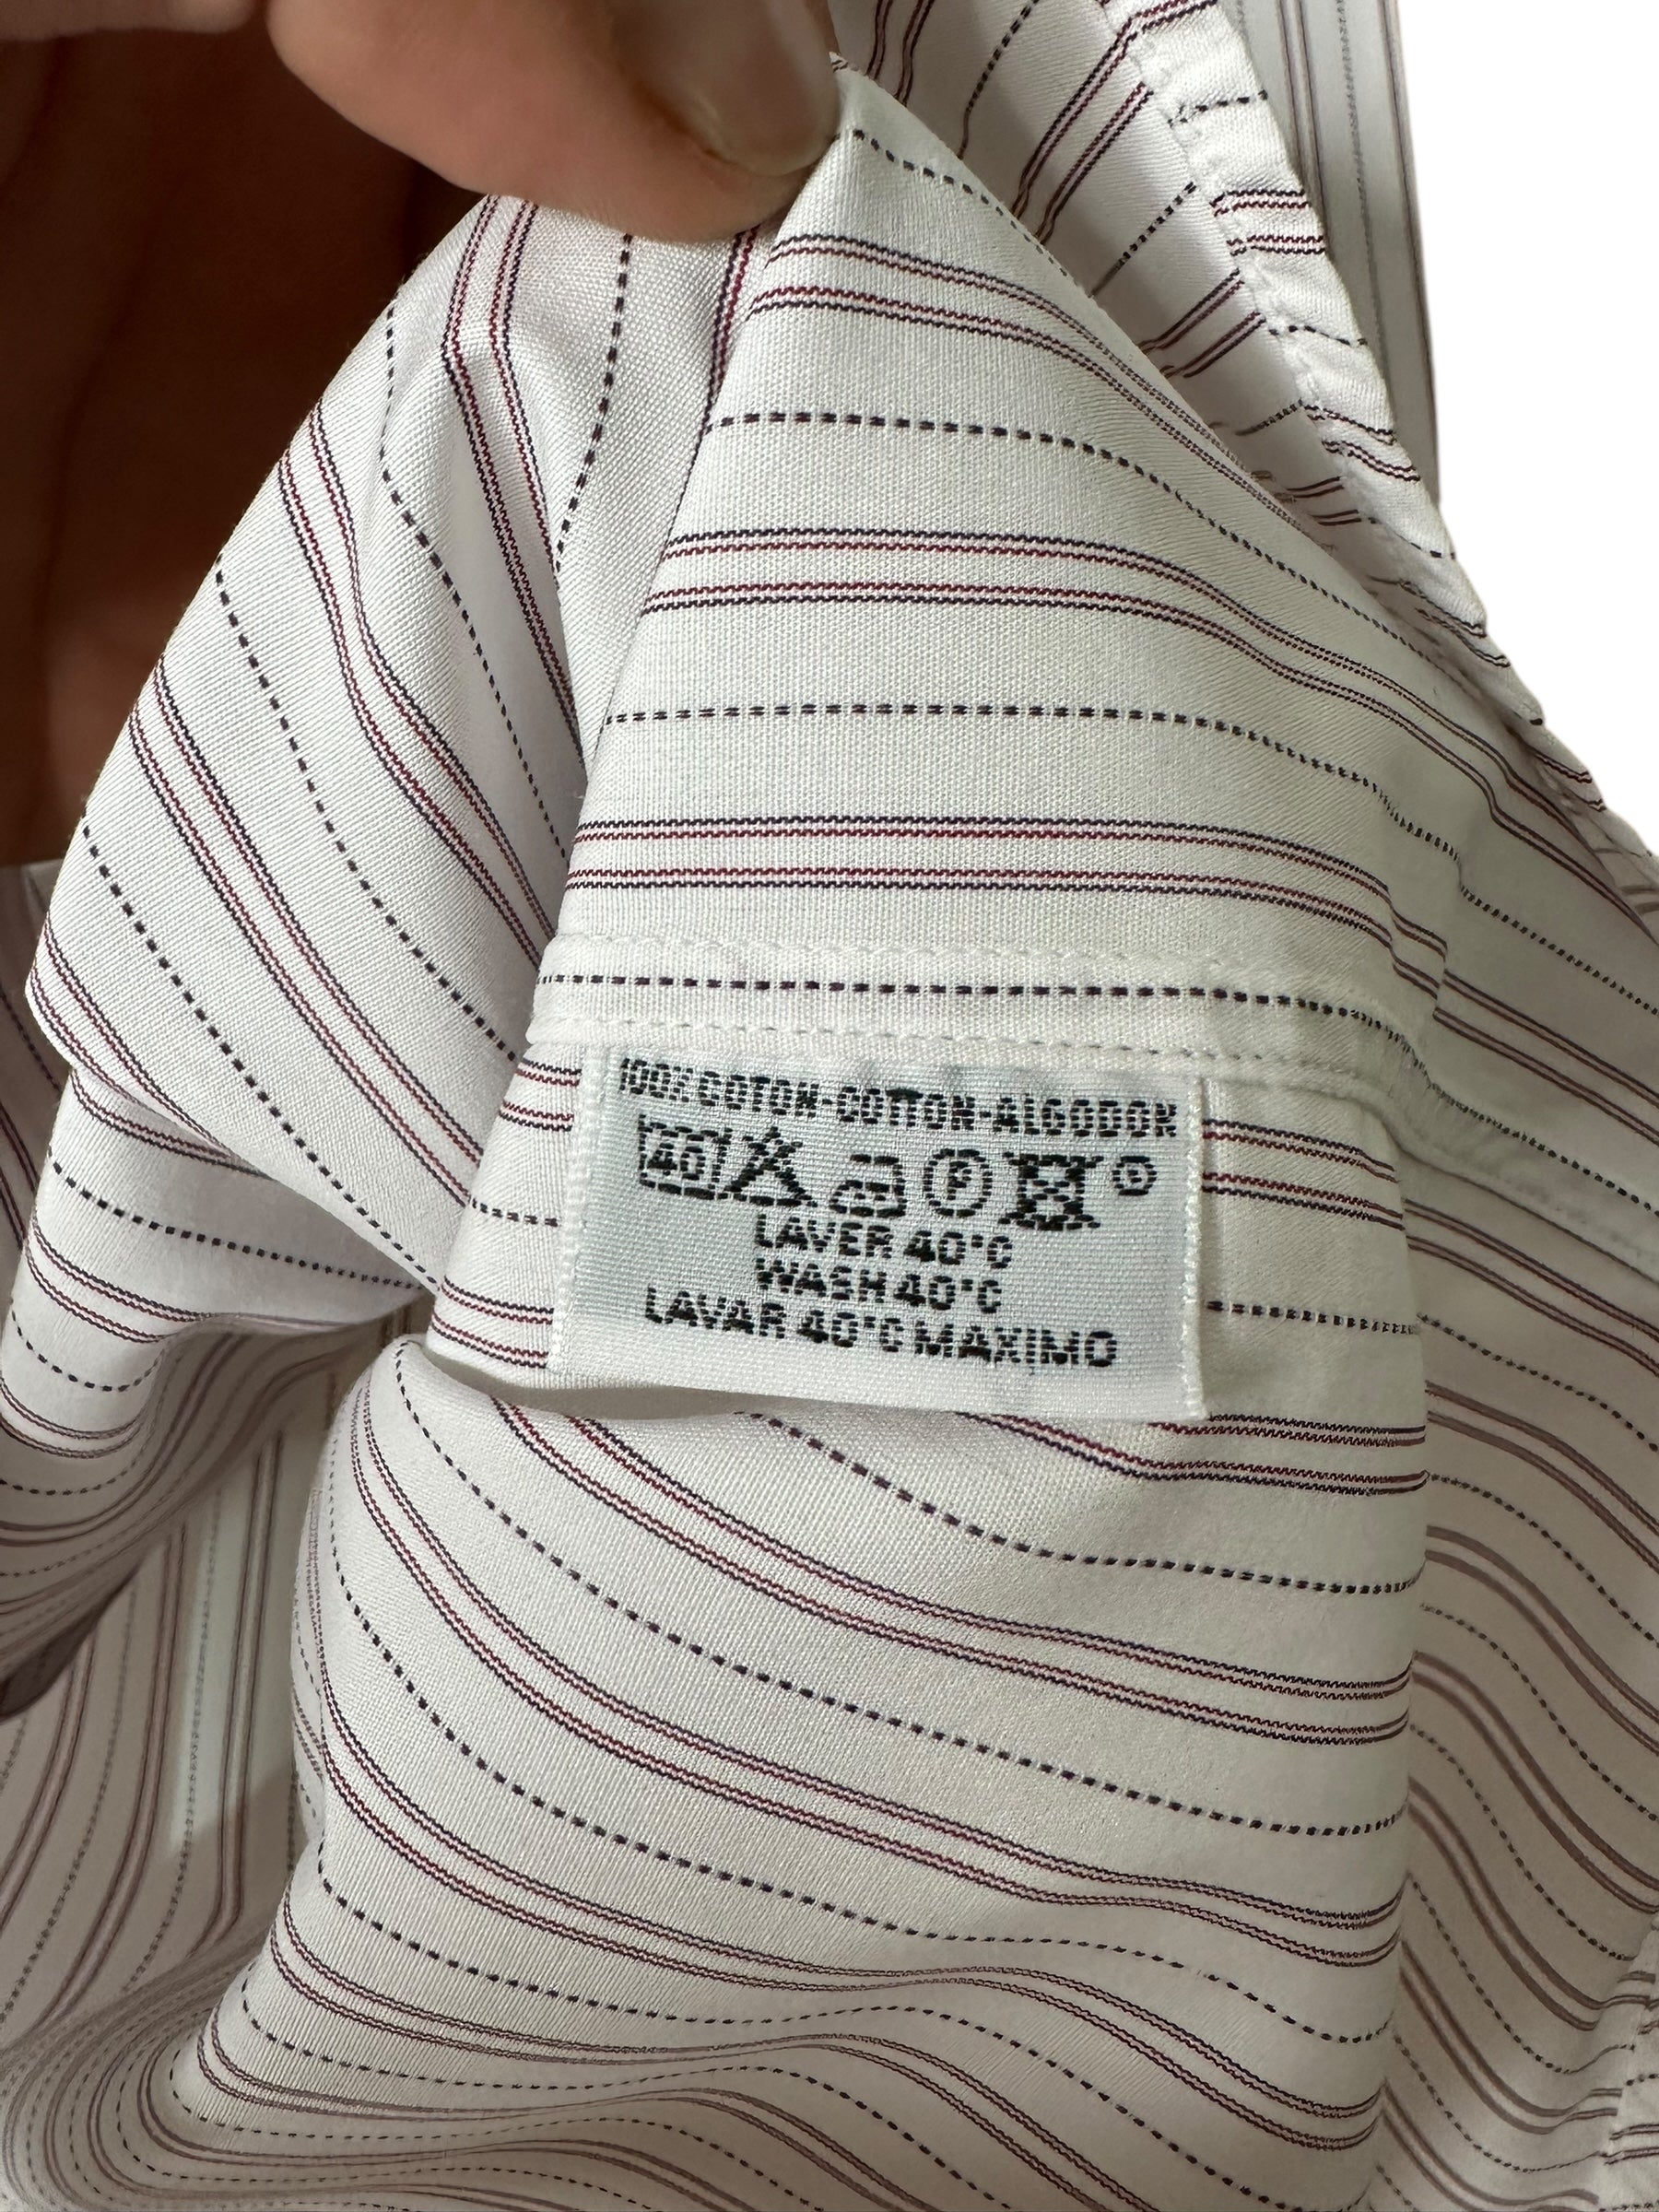 100% COTON-COTTON-ALGODON
40 P C
LAVER 40°C
WASH 40°C
LAVAR 40°C MAXIMO